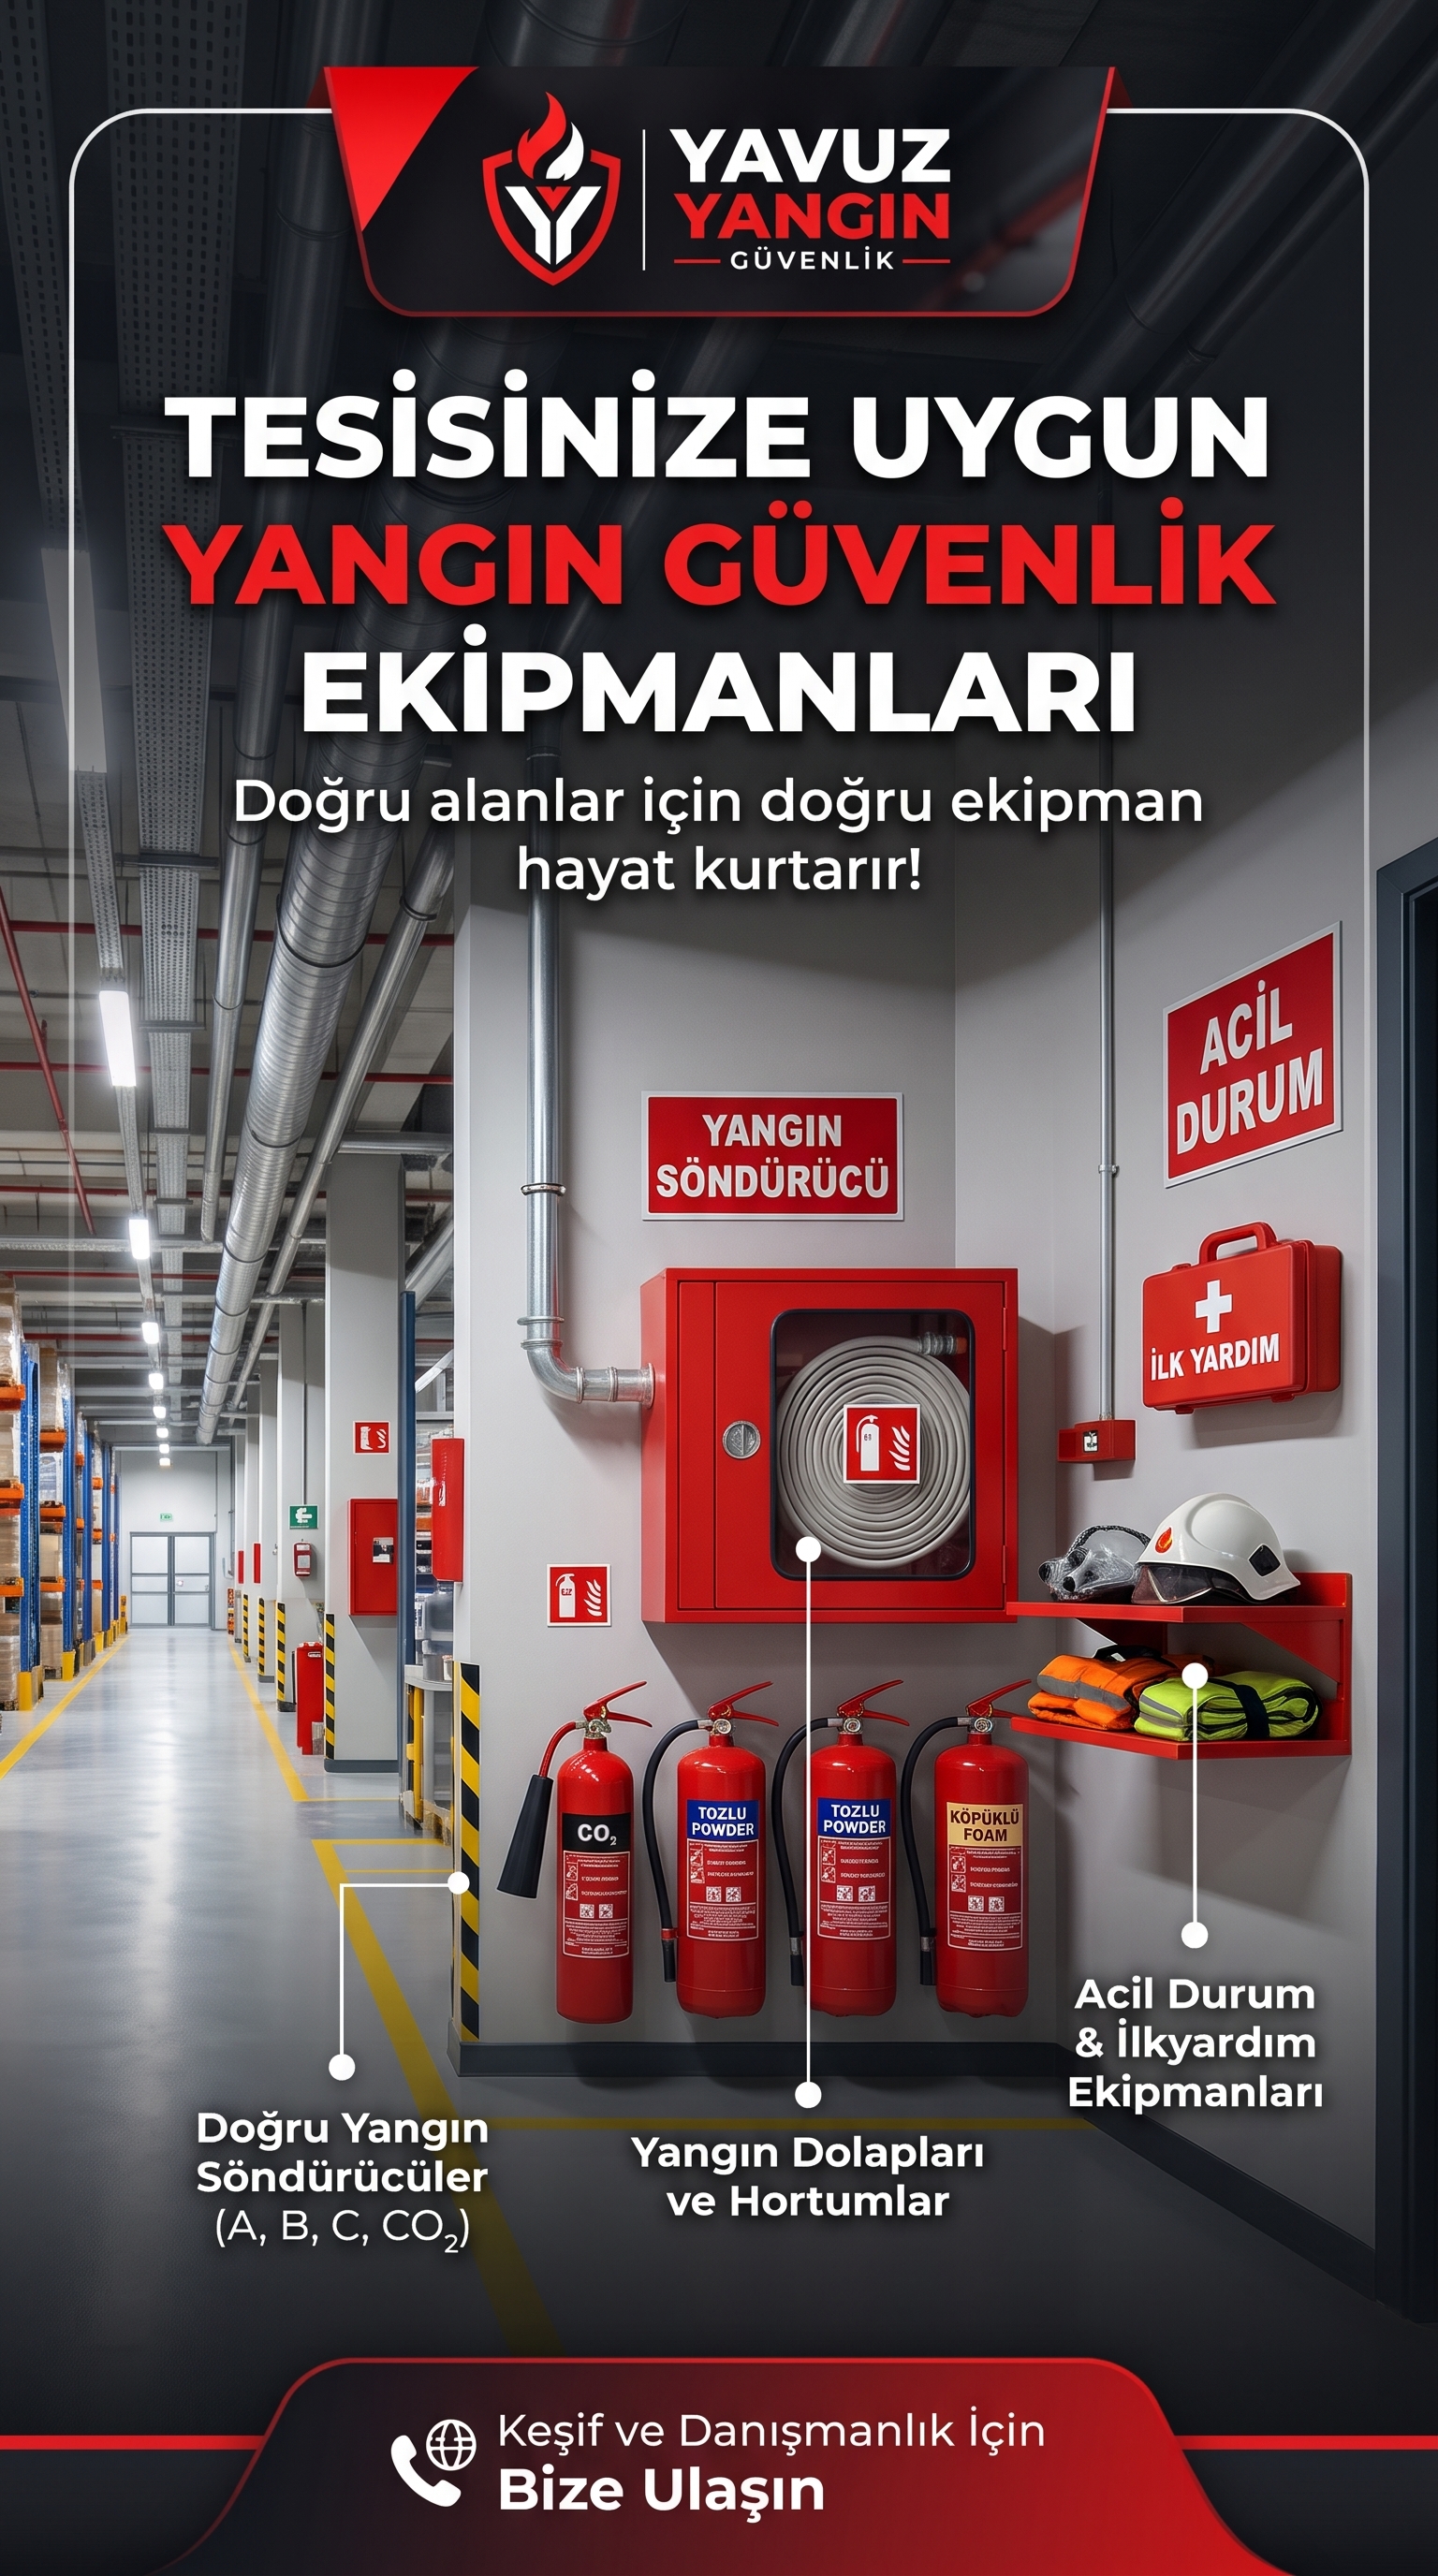 YAVUZ
YANGIN
GÜVENLİK
TESİSİNİZE UYGUN
YANGIN GÜVENLİK
EKİPMANLARI
Doğru alanlar için doğru ekipman
hayat kurtarır!
ACİL
DURUM
YANGIN
SÖNDÜRÜCÜ
İLK YARDIM
CO₂
TOZLU
POWDER
TOZLU
POWDER
KÖPÜKLÜ
FOAM
Acil Durum
& İlkyardım
Ekipmanları
Doğru Yangın
Söndürücüler
(A, B, C, CO₂)
Yangın Dolapları
ve Hortumlar
Keşif ve Danışmanlık İçin
Bize Ulaşın